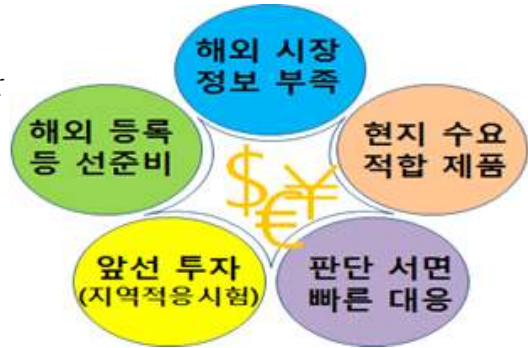 해외 시장
정보 부족
해외 등록
등 선준비
현지 수요
적합 제품
$
€
¥
앞선 투자
(지역적응시험)
판단 서면
빠른 대응